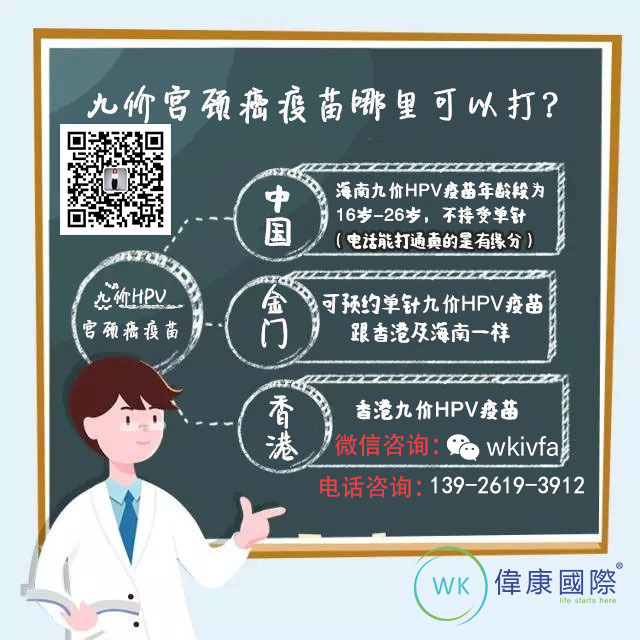 九价宫颈癌疫苗哪里可以打?
中国
海南九价HPV疫苗年龄段为
16岁-26岁，不接受单针
（电话能打通真的是有缘分）
九价HPV
宫颈癌疫苗
金门
可预约单针九价HPV疫苗
跟香港及海南一样
香港
香港九价HPV疫苗
微信咨询: wkivfa
电话咨询: 139-2619-3912
WK 偉康國際®
life starts here